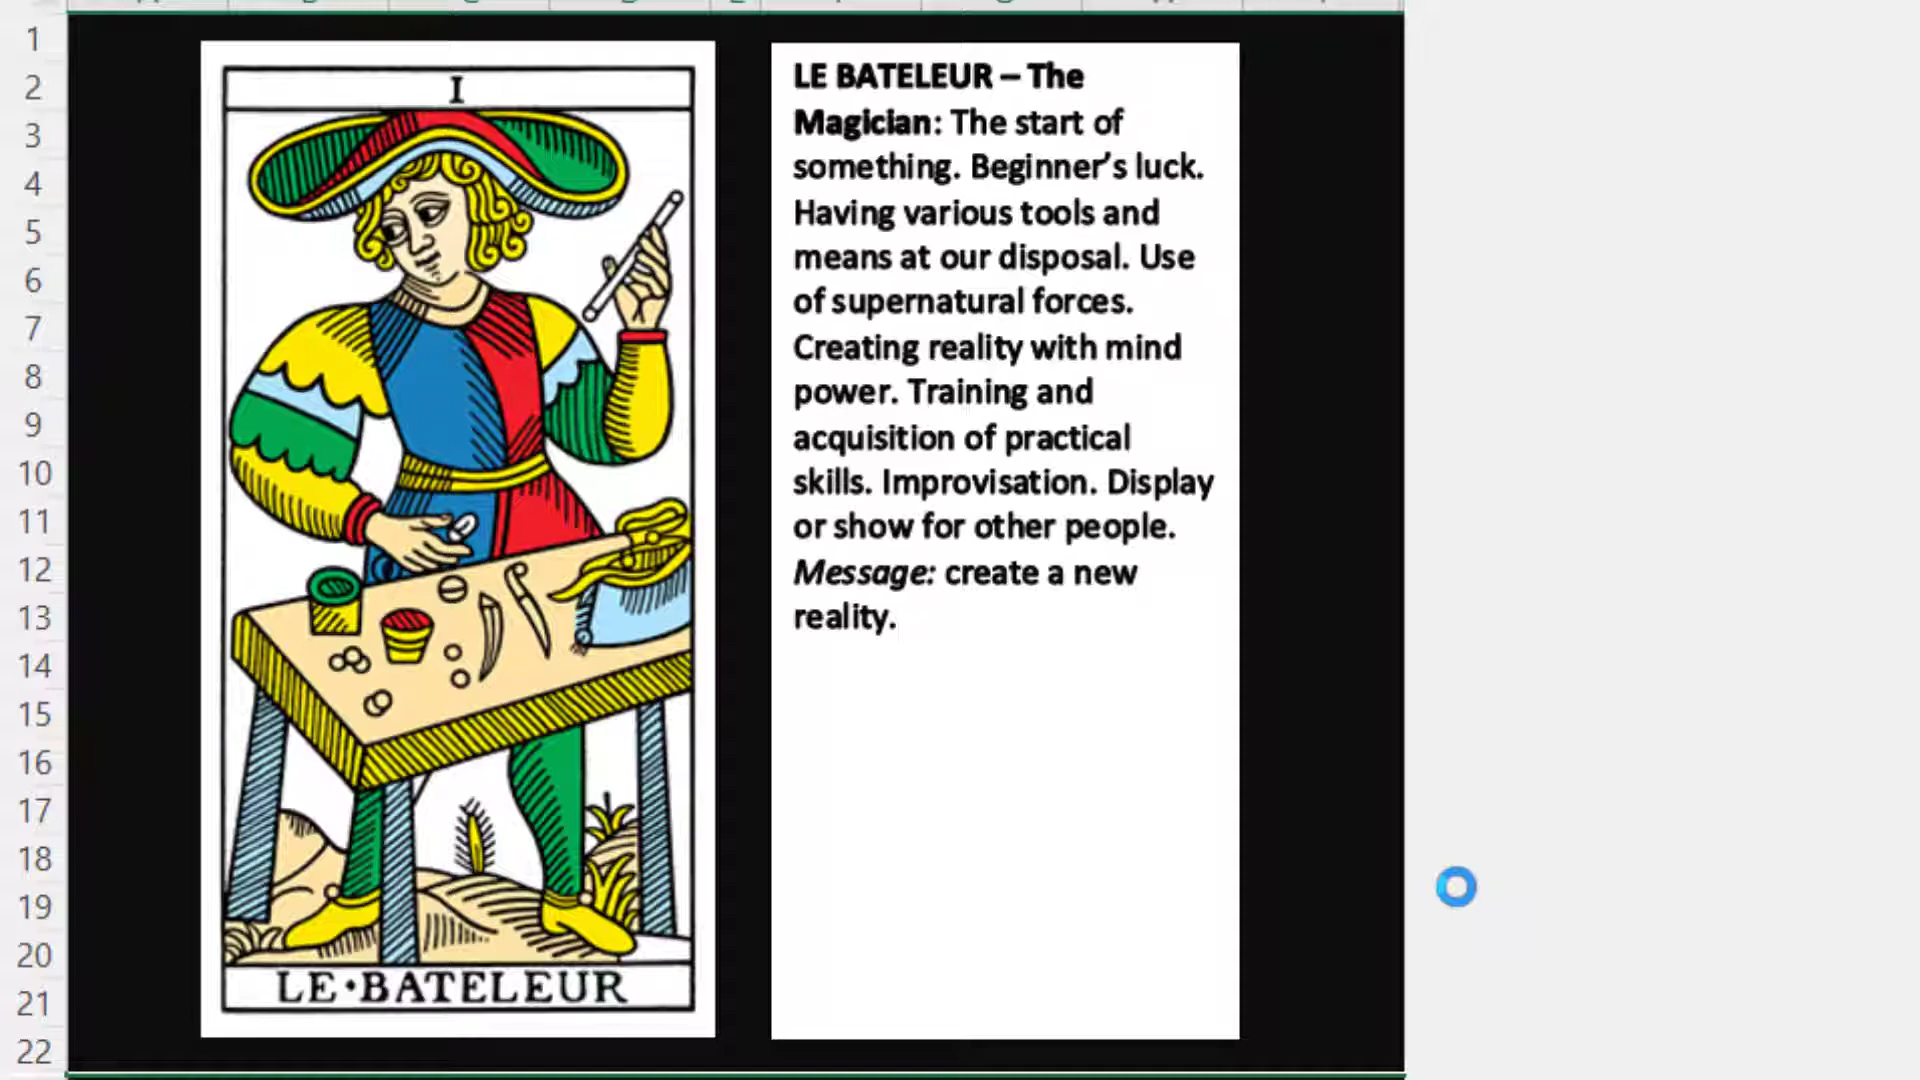 1
2
3
4
5
6
7
8
9
10
11
12
13
14
15
16
17
18
19
20
21
22
I
LE•BATELEUR
LE BATELEUR – The
Magician: The start of
something. Beginner’s luck.
Having various tools and
means at our disposal. Use
of supernatural forces.
Creating reality with mind
power. Training and
acquisition of practical
skills. Improvisation. Display
or show for other people.
Message: create a new
reality.